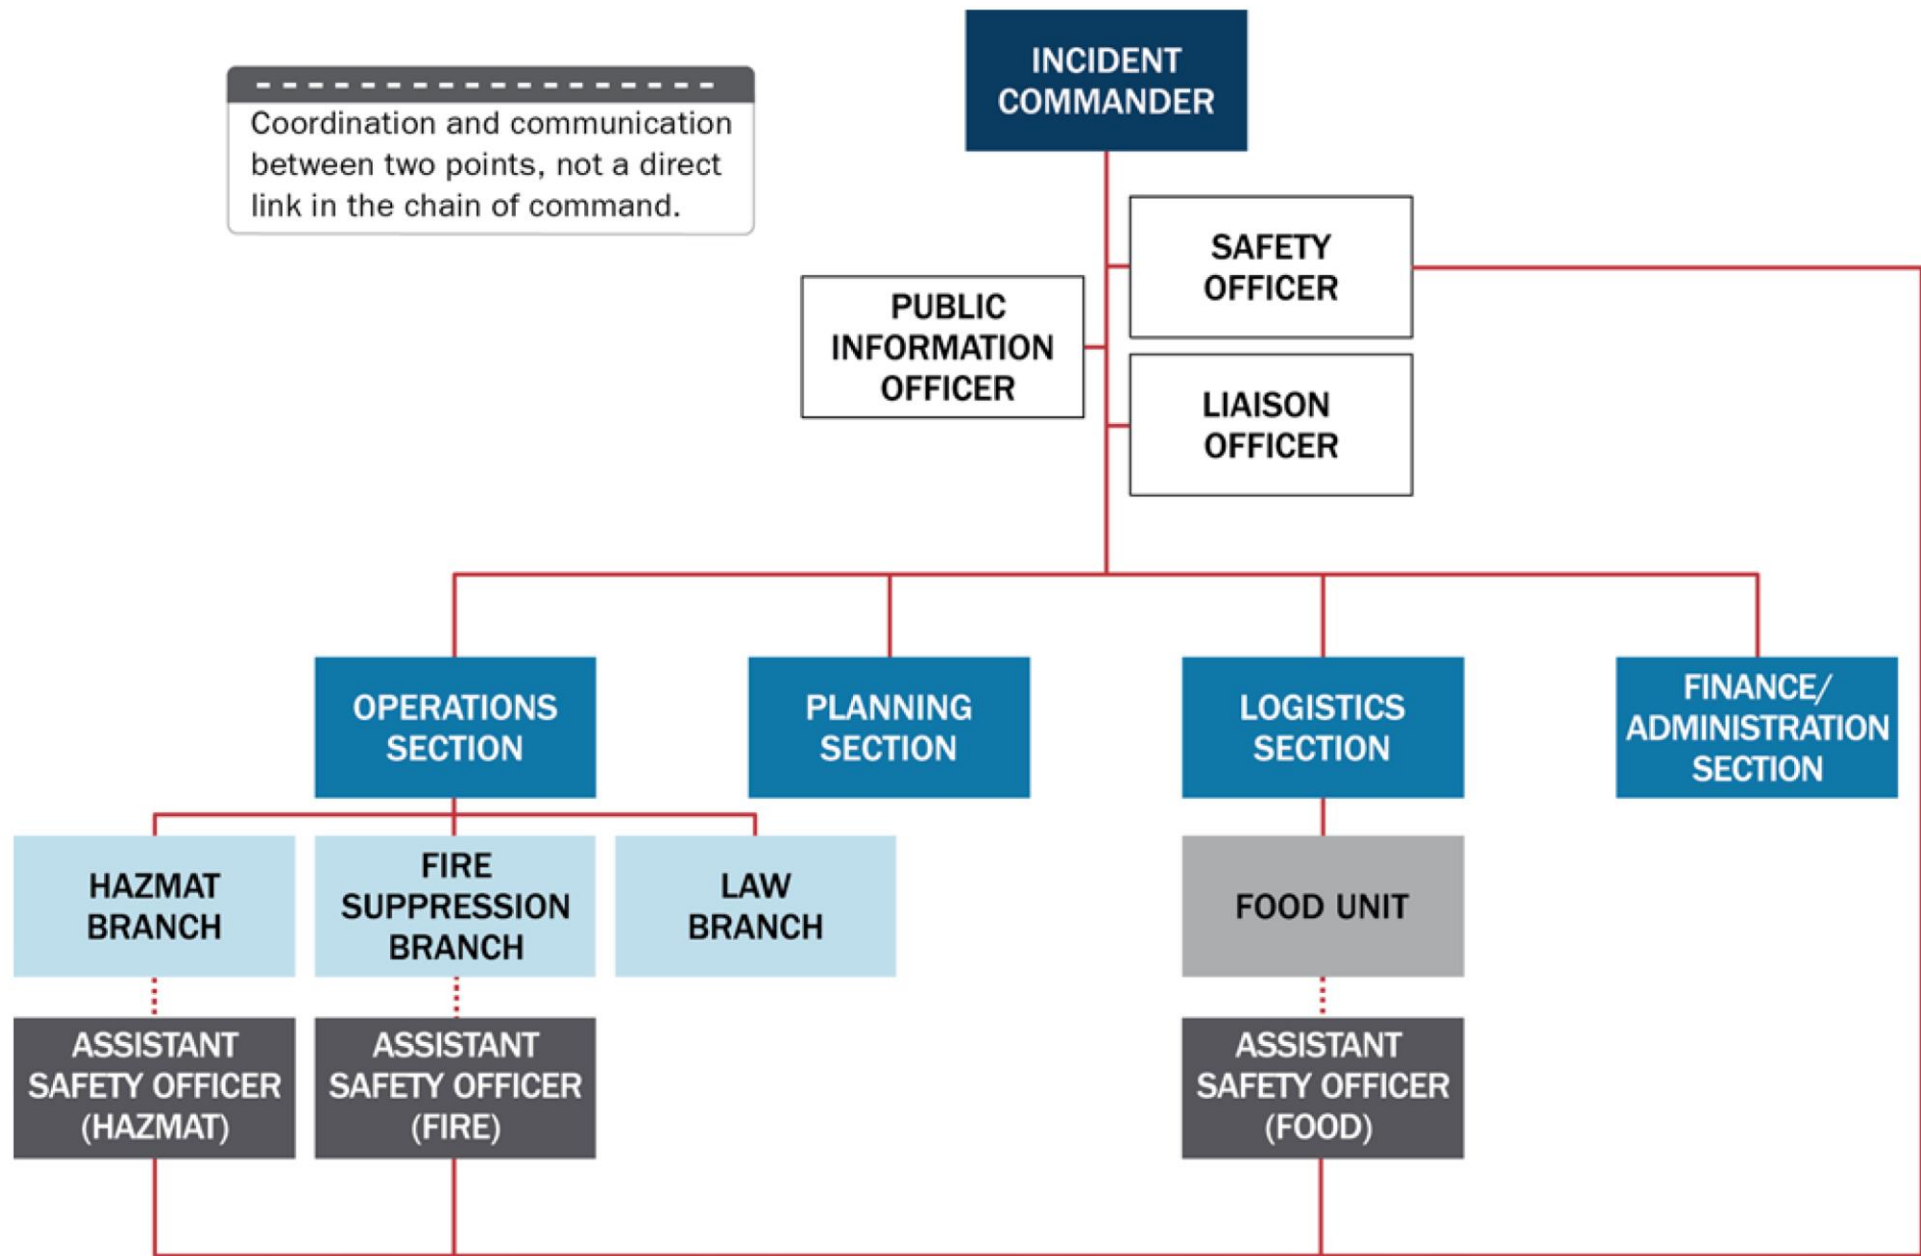 INCIDENT
COMMANDER
Coordination and communication
between two points, not a direct
link in the chain of command.
SAFETY
OFFICER
PUBLIC
INFORMATION
OFFICER
LIAISON
OFFICER
OPERATIONS
SECTION
PLANNING
SECTION
LOGISTICS
SECTION
FINANCE/
ADMINISTRATION
SECTION
HAZMAT
BRANCH
FIRE
SUPPRESSION
BRANCH
LAW
BRANCH
FOOD UNIT
ASSISTANT
SAFETY OFFICER
(HAZMAT)
ASSISTANT
SAFETY OFFICER
(FIRE)
ASSISTANT
SAFETY OFFICER
(FOOD)